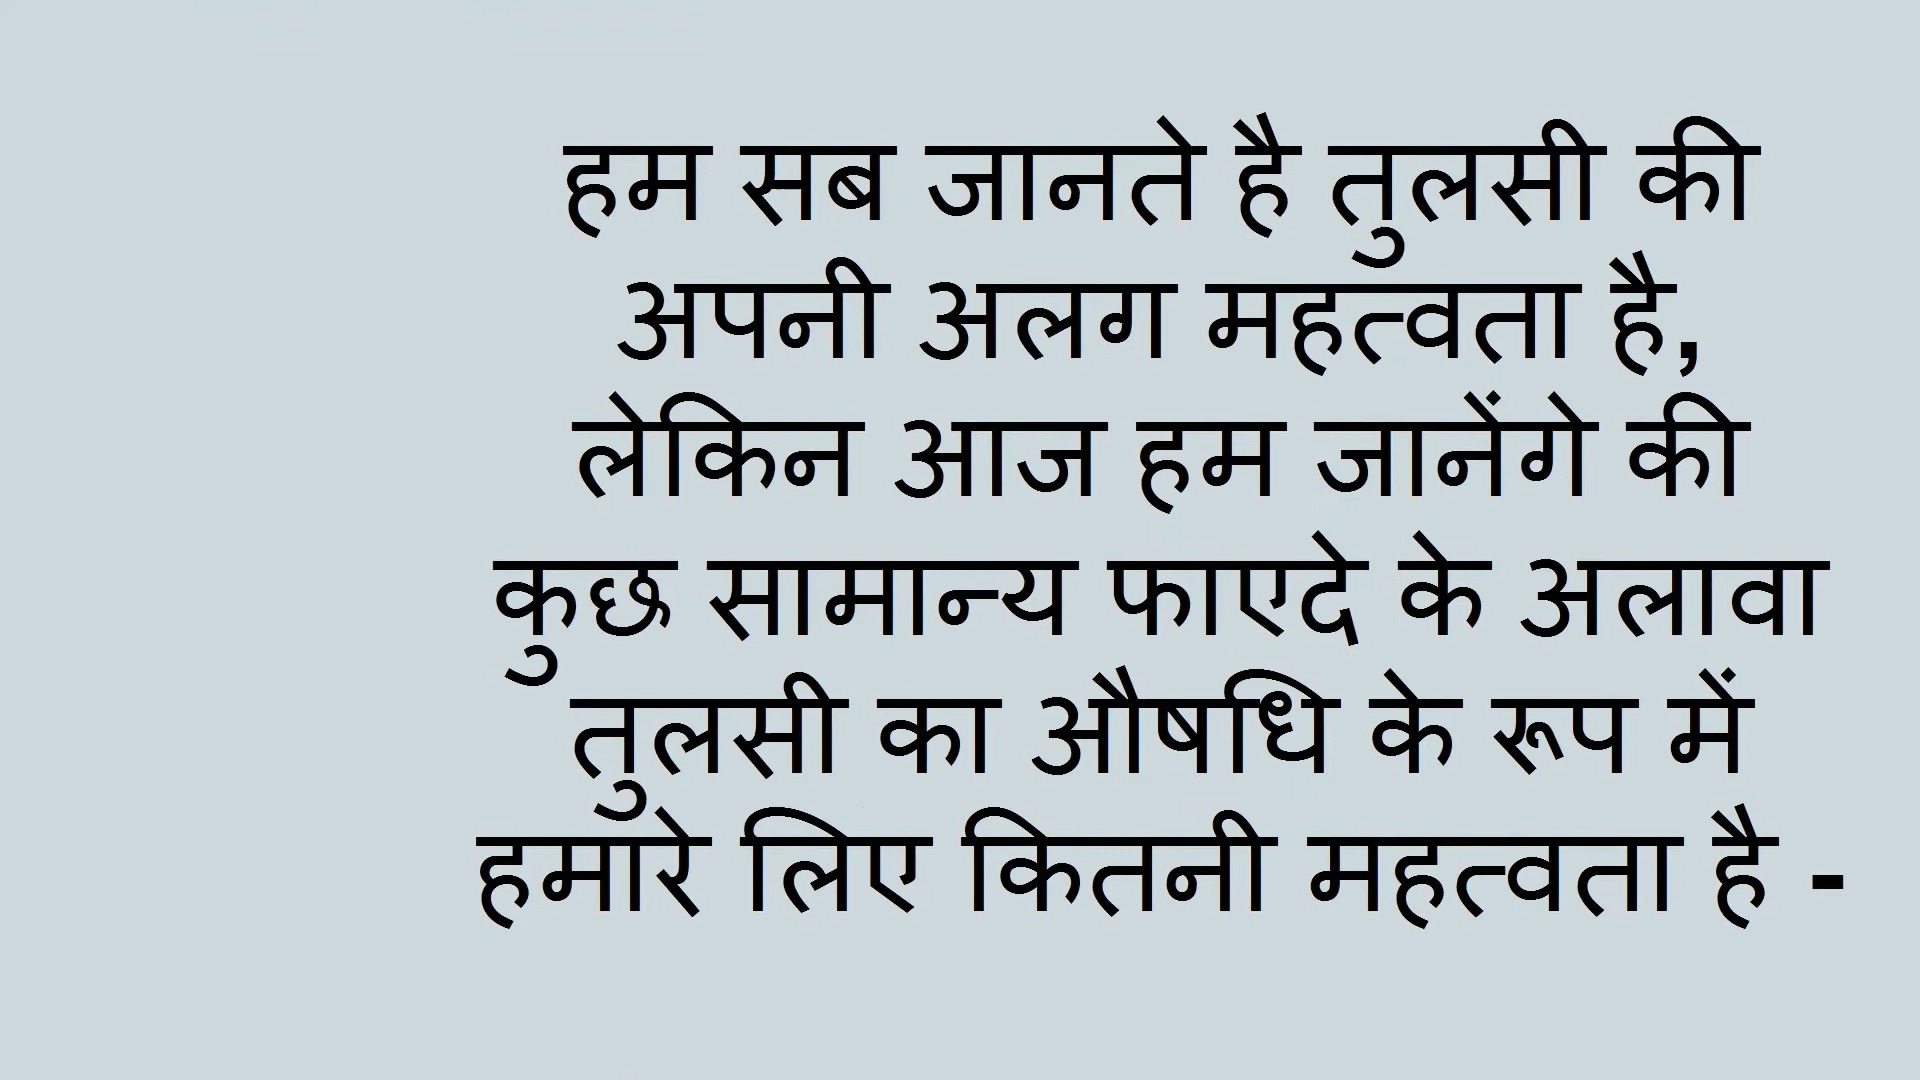 हम सब जानते है तुलसी की
अपनी अलग महत्वता है,
लेकिन आज हम जानेंगे की
कुछ सामान्य फाएदे के अलावा
तुलसी का औषधि के रूप में
हमारे लिए कितनी महत्वता है -